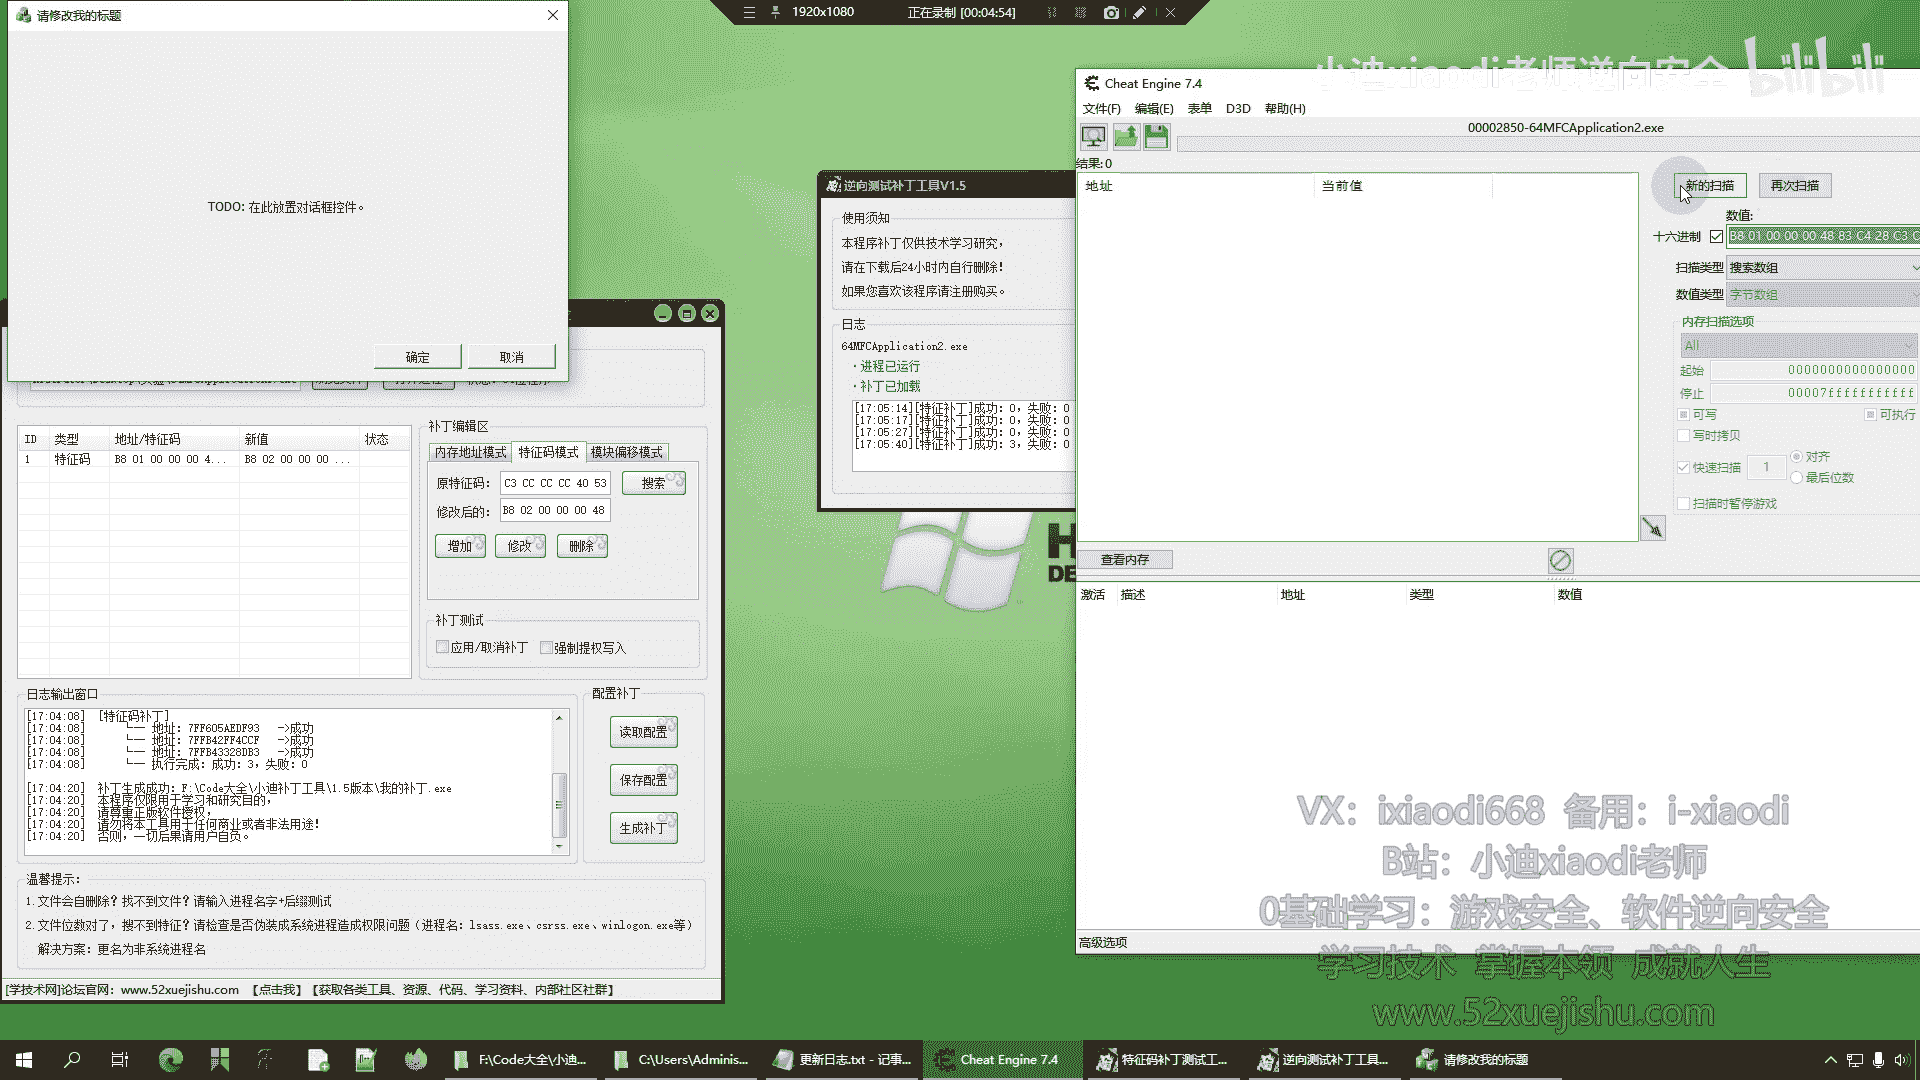 请修改我的标题
TODO: 在此放置对话框控件。
确定
取消
1920x1080
正在录制 [00:04:54]
小迪xiaodi老师逆向安全
bilibili
Cheat Engine 7.4
文件(F) 编辑(E) 表单 D3D 帮助(H)
00002850-64MFCApplication2.exe
结果: 0
地址
当前值
新的扫描
再次扫描
数值:
十六进制
B8 01 00 00 00 48 83 C4 28 C3 C
扫描类型 搜索数组
数值类型 字节数组
内存扫描选项
All
起始 0000000000000000
停止 00007fffffffffff
可写
可执行
写时拷贝
快速扫描 1
对齐
最后位数
扫描时暂停游戏
查看内存
激活 描述 地址 类型 数值
高级选项
逆向测试补丁工具V1.5
使用须知
本程序补丁仅供技术学习研究，
请在下载后24小时内自行删除!
如果您喜欢该程序请注册购买。
日志
64MFCApplication2.exe
·进程已运行
·补丁已加载
[17:05:14][特征补丁]成功: 0, 失败: 0
[17:05:17][特征补丁]成功: 0, 失败: 0
[17:05:27][特征补丁]成功: 0, 失败: 0
[17:05:40][特征补丁]成功: 3, 失败: 0
ID 类型 地址/特征码 新值 状态
1 特征码 B8 01 00 00 00 4... B8 02 00 00 00 ...
补丁编辑区
内存地址模式 特征码模式 模块偏移模式
原特征码: C3 CC CC CC 40 53 搜索
修改后的: B8 02 00 00 00 48
增加 修改 删除
补丁测试
应用/取消补丁 强制提权写入
日志输出窗口
[17:04:08] [特征码补丁]
[17:04:08] └─ 地址: 7FF605AEDF93 ->成功
[17:04:08] └─ 地址: 7FFB42FF4CCF ->成功
[17:04:08] └─ 地址: 7FFB43328DB3 ->成功
[17:04:08] └─ 执行完成: 成功: 3, 失败: 0
[17:04:20] 补丁生成成功: F:\Code大全\小迪补丁工具\1.5版本\我的补丁.exe
[17:04:20] 本程序仅限用于学习和研究目的，
[17:04:20] 请尊重正版软件授权，
[17:04:20] 请勿将本工具用于任何商业或者非法用途!
[17:04:20] 否则，一切后果请用户自负。
配置补丁
读取配置
保存配置
生成补丁
温馨提示:
1.文件会自删除? 找不到文件? 请输入进程名字+后缀测试
2.文件位数对了，搜不到特征? 请检查是否伪装成系统进程造成权限问题（进程名: lsass.exe、csrss.exe、winlogon.exe等）
解决方案: 更名为非系统进程名
[学技术网]论坛官网: www.52xuejishu.com 【点击我】【获取各类工具、资源、代码、学习资料、内部社区社群】
VX：ixiaodi668 备用：i-xiaodi
B站：小迪xiaodi老师
0基础学习：游戏安全、软件逆向安全
学习技术 掌握本领 成就人生
www.52xuejishu.com
F:\Code大全\小迪...
C:\Users\Adminis...
更新日志.txt - 记事...
Cheat Engine 7.4
特征码补丁测试工...
逆向测试补丁工具...
请修改我的标题